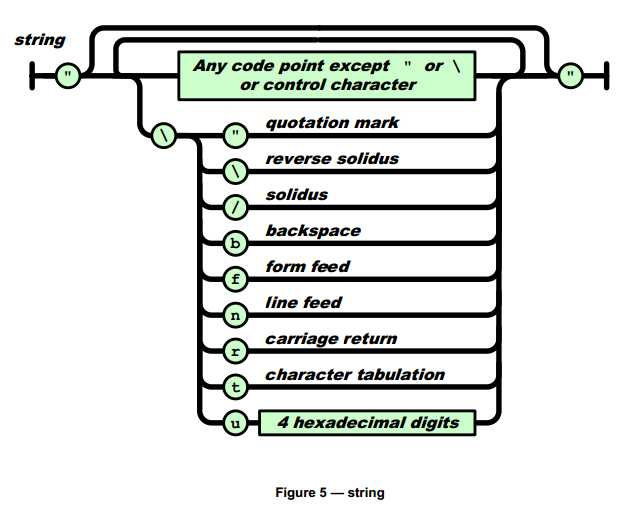 string
" Any code point except " or \ "
or control character
\ " quotation mark
\ reverse solidus
/ solidus
b backspace
f form feed
n line feed
r carriage return
t character tabulation
u 4 hexadecimal digits
Figure 5 — string